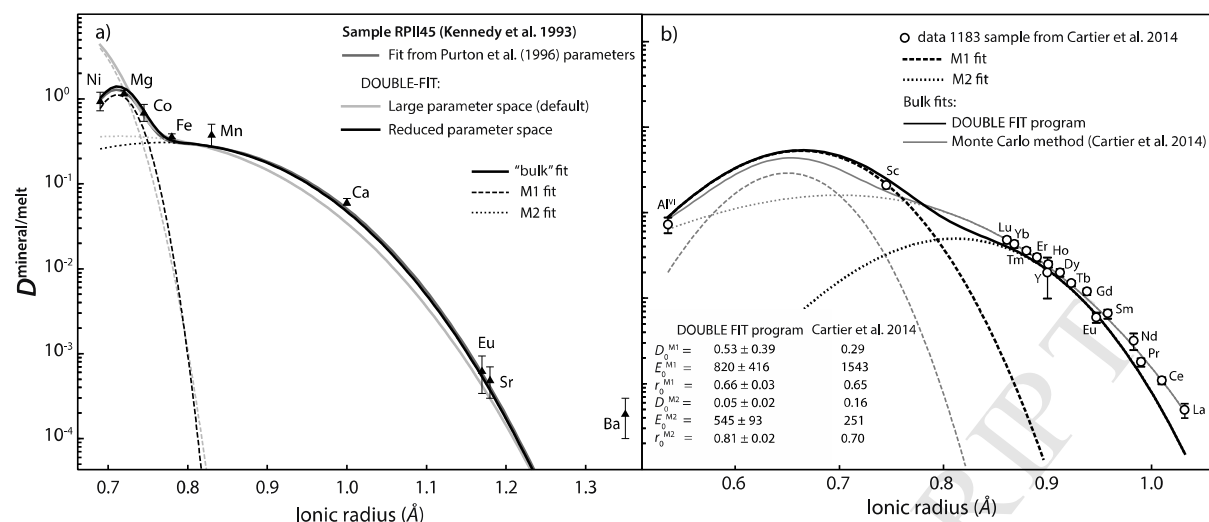 a)
Sample RPII45 (Kennedy et al. 1993)
Fit from Purton et al. (1996) parameters
DOUBLE-FIT:
Large parameter space (default)
Reduced parameter space
"bulk" fit
M1 fit
M2 fit
Ni
Mg
Co
Fe
Mn
Ca
Eu
Sr
Ba
10⁰
10⁻¹
10⁻²
10⁻³
10⁻⁴
D mineral/melt
0.7 0.8 0.9 1.0 1.1 1.2 1.3
Ionic radius (Å)
b)
data 1183 sample from Cartier et al. 2014
M1 fit
M2 fit
Bulk fits:
DOUBLE FIT program
Monte Carlo method (Cartier et al. 2014)
Al^VI
Sc
Lu
Yb
Tm
Er
Ho
Y
Dy
Tb
Gd
Eu
Sm
Nd
Pr
Ce
La
DOUBLE FIT program Cartier et al. 2014
D₀^M1 = 0.53 ± 0.39 0.29
E₀^M1 = 820 ± 416 1543
r₀^M1 = 0.66 ± 0.03 0.65
D₀^M2 = 0.05 ± 0.02 0.16
E₀^M2 = 545 ± 93 251
r₀^M2 = 0.81 ± 0.02 0.70
0.6 0.7 0.8 0.9 1.0
Ionic radius (Å)